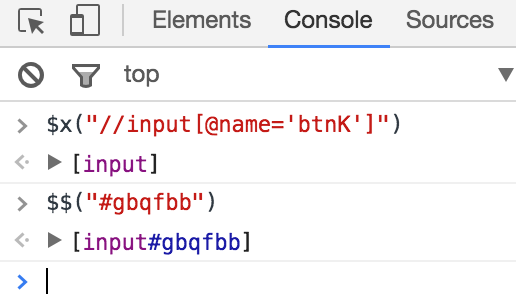 Elements Console Sources
top
$x("//input[@name='btnK']")
[input]
$$("#gbqfbb")
[input#gbqfbb]